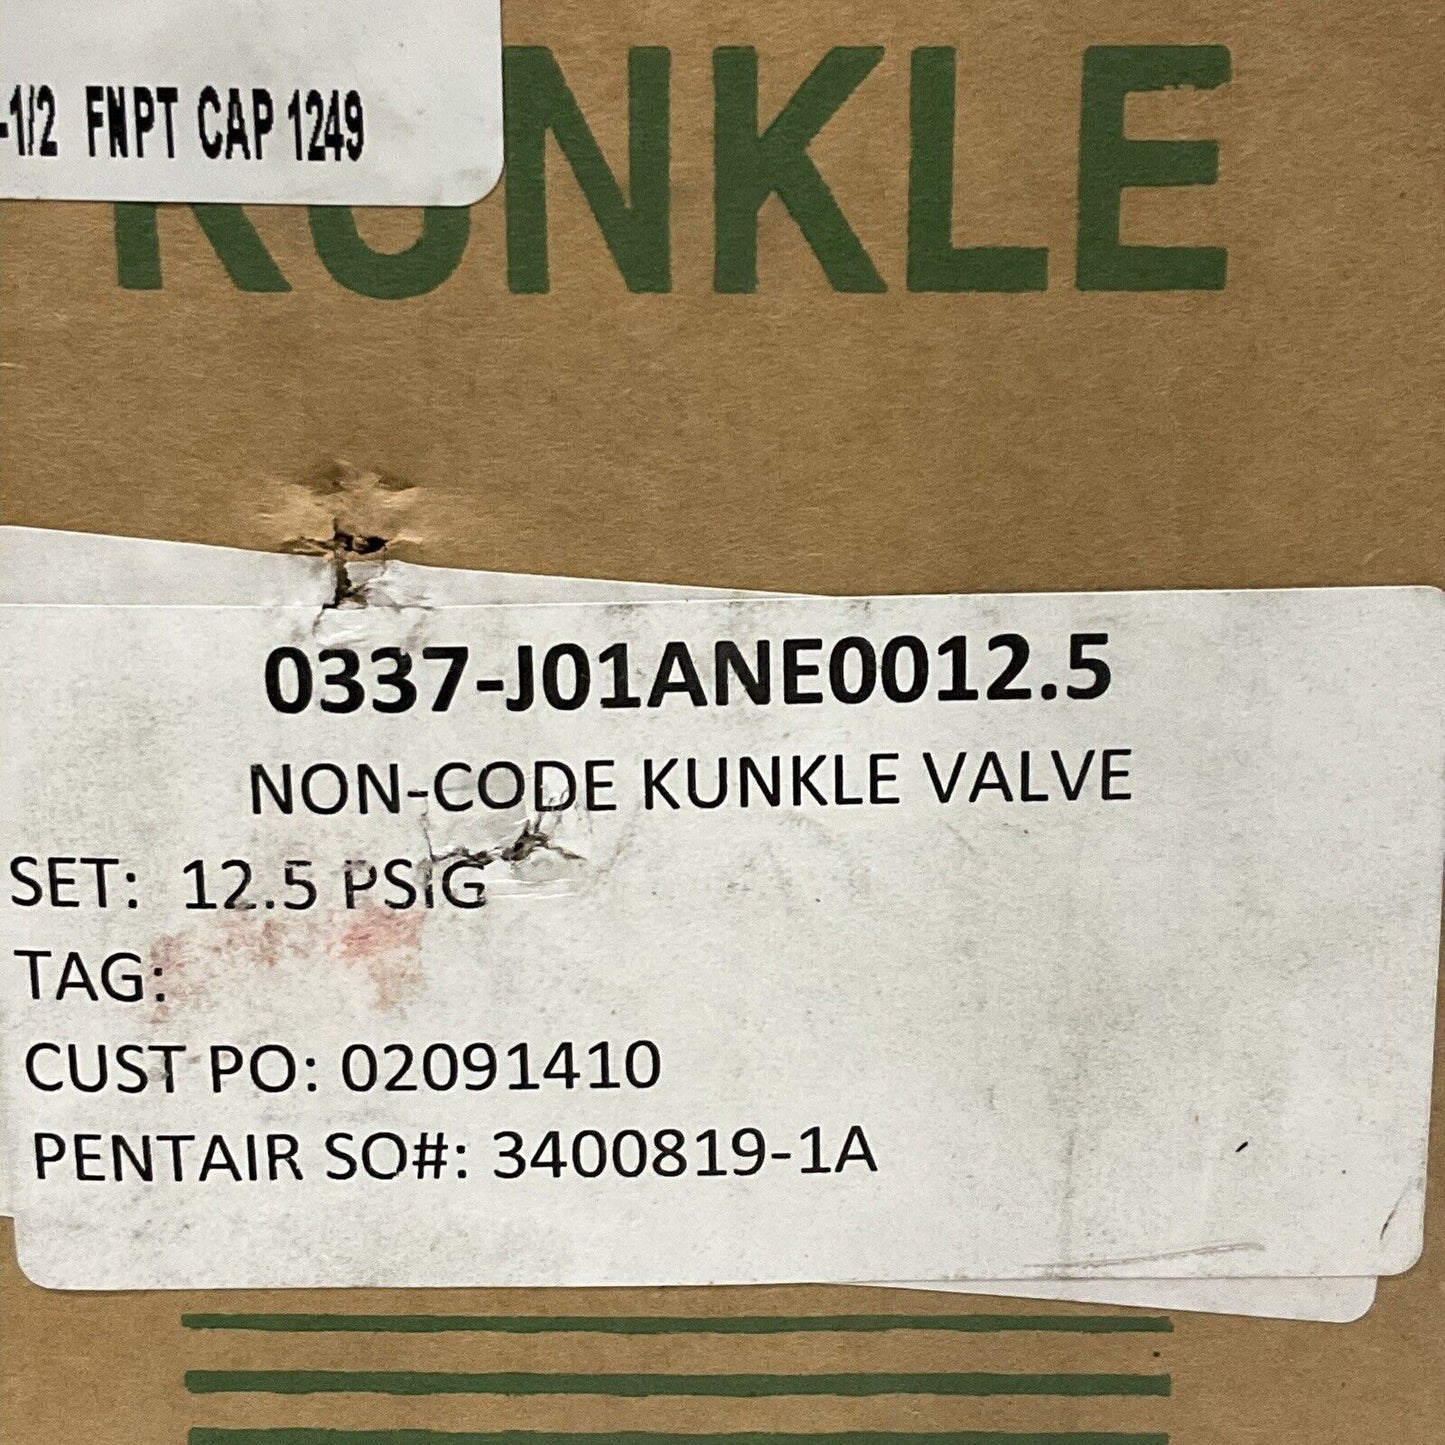 -1/2 FNPT CAP 1249
KUNKLE
0337-J01ANE0012.5
NON-CODE KUNKLE VALVE
SET: 12.5 PSIG
TAG:
CUST PO: 02091410
PENTAIR SO#: 3400819-1A